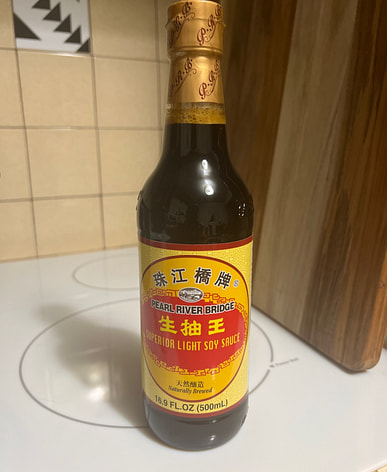 P.R.B
P.R.B
珠江橋牌®
PEARL RIVER BRIDGE
生抽王
SUPERIOR LIGHT SOY SAUCE
天然釀造
Naturally Brewed
16.9 FL.OZ (500mL)